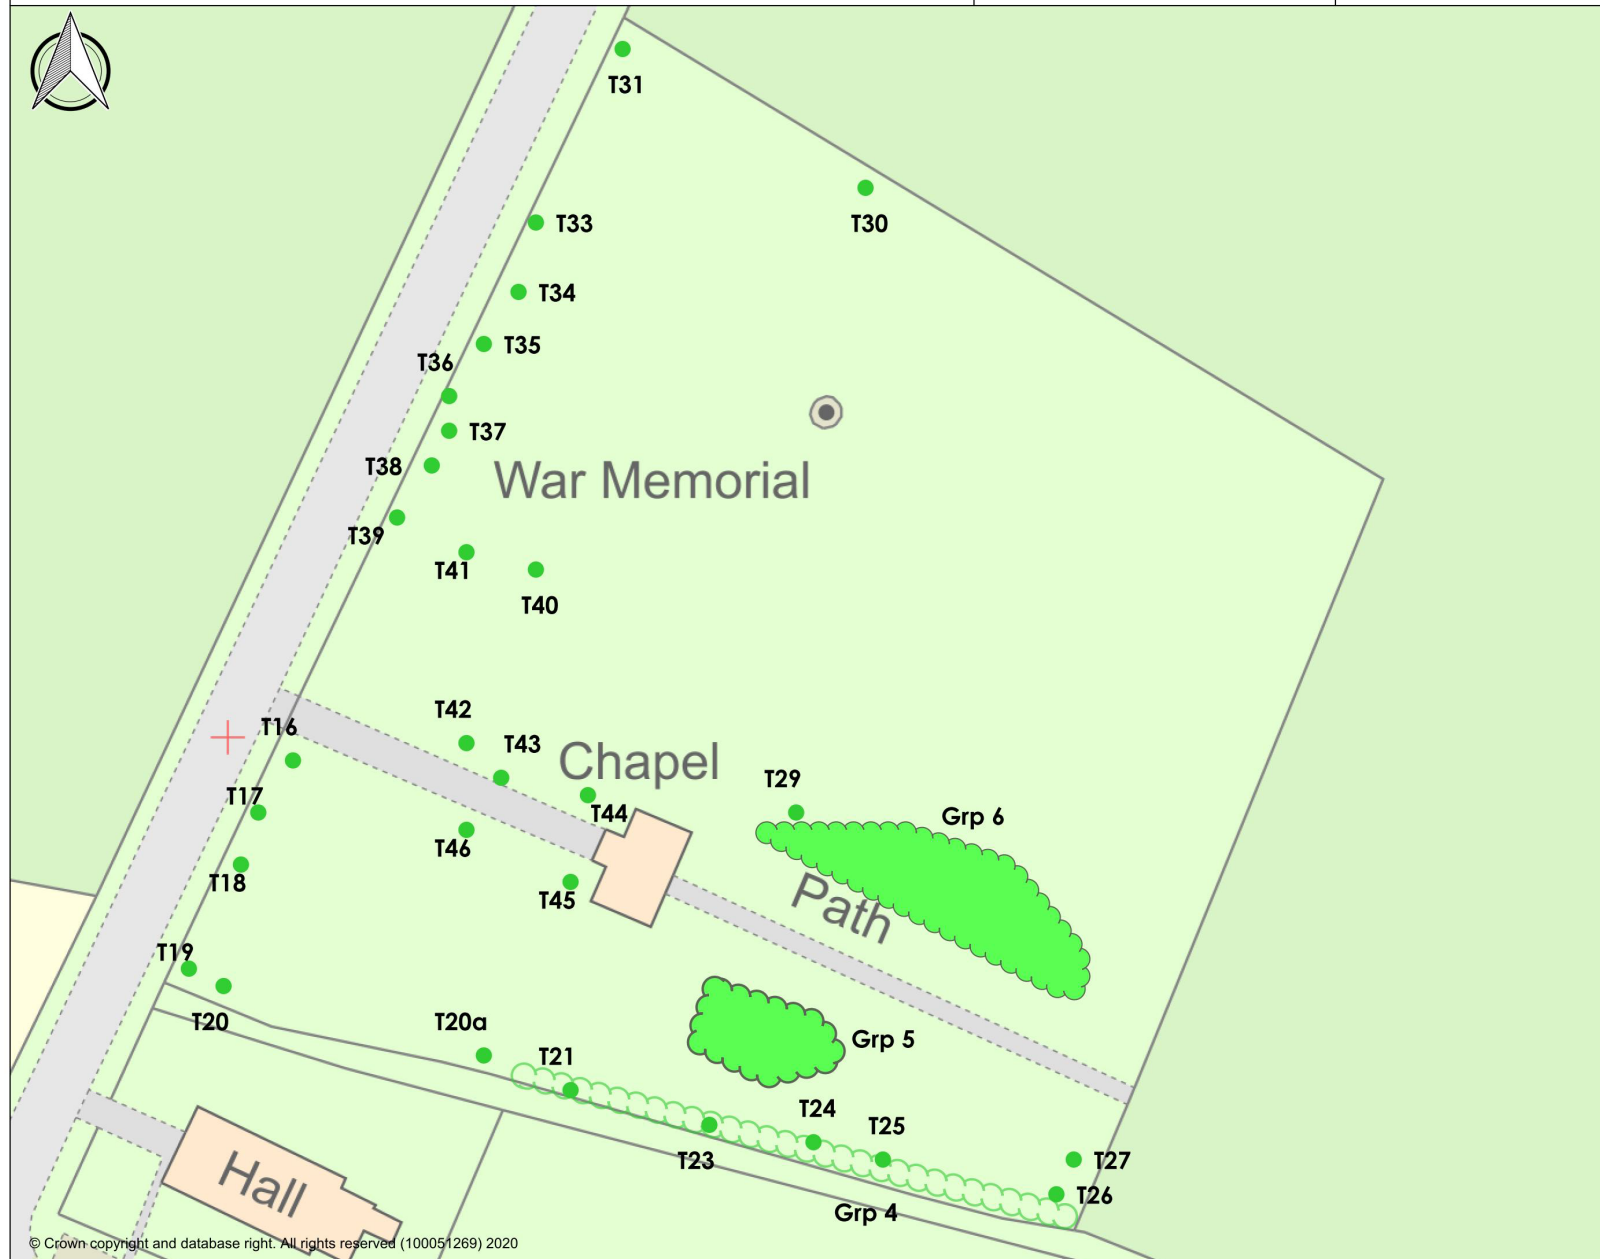 T31
T30
T33
T34
T35
T36
T37
T38
War Memorial
T39
T41
T40
T42
T16
T43
Chapel
T29
T17
T44
Grp 6
T46
T18
T45
Path
T19
T20
T20a
Grp 5
T21
T24
T25
T23
T27
Hall
T26
Grp 4
© Crown copyright and database right. All rights reserved (100051269) 2020